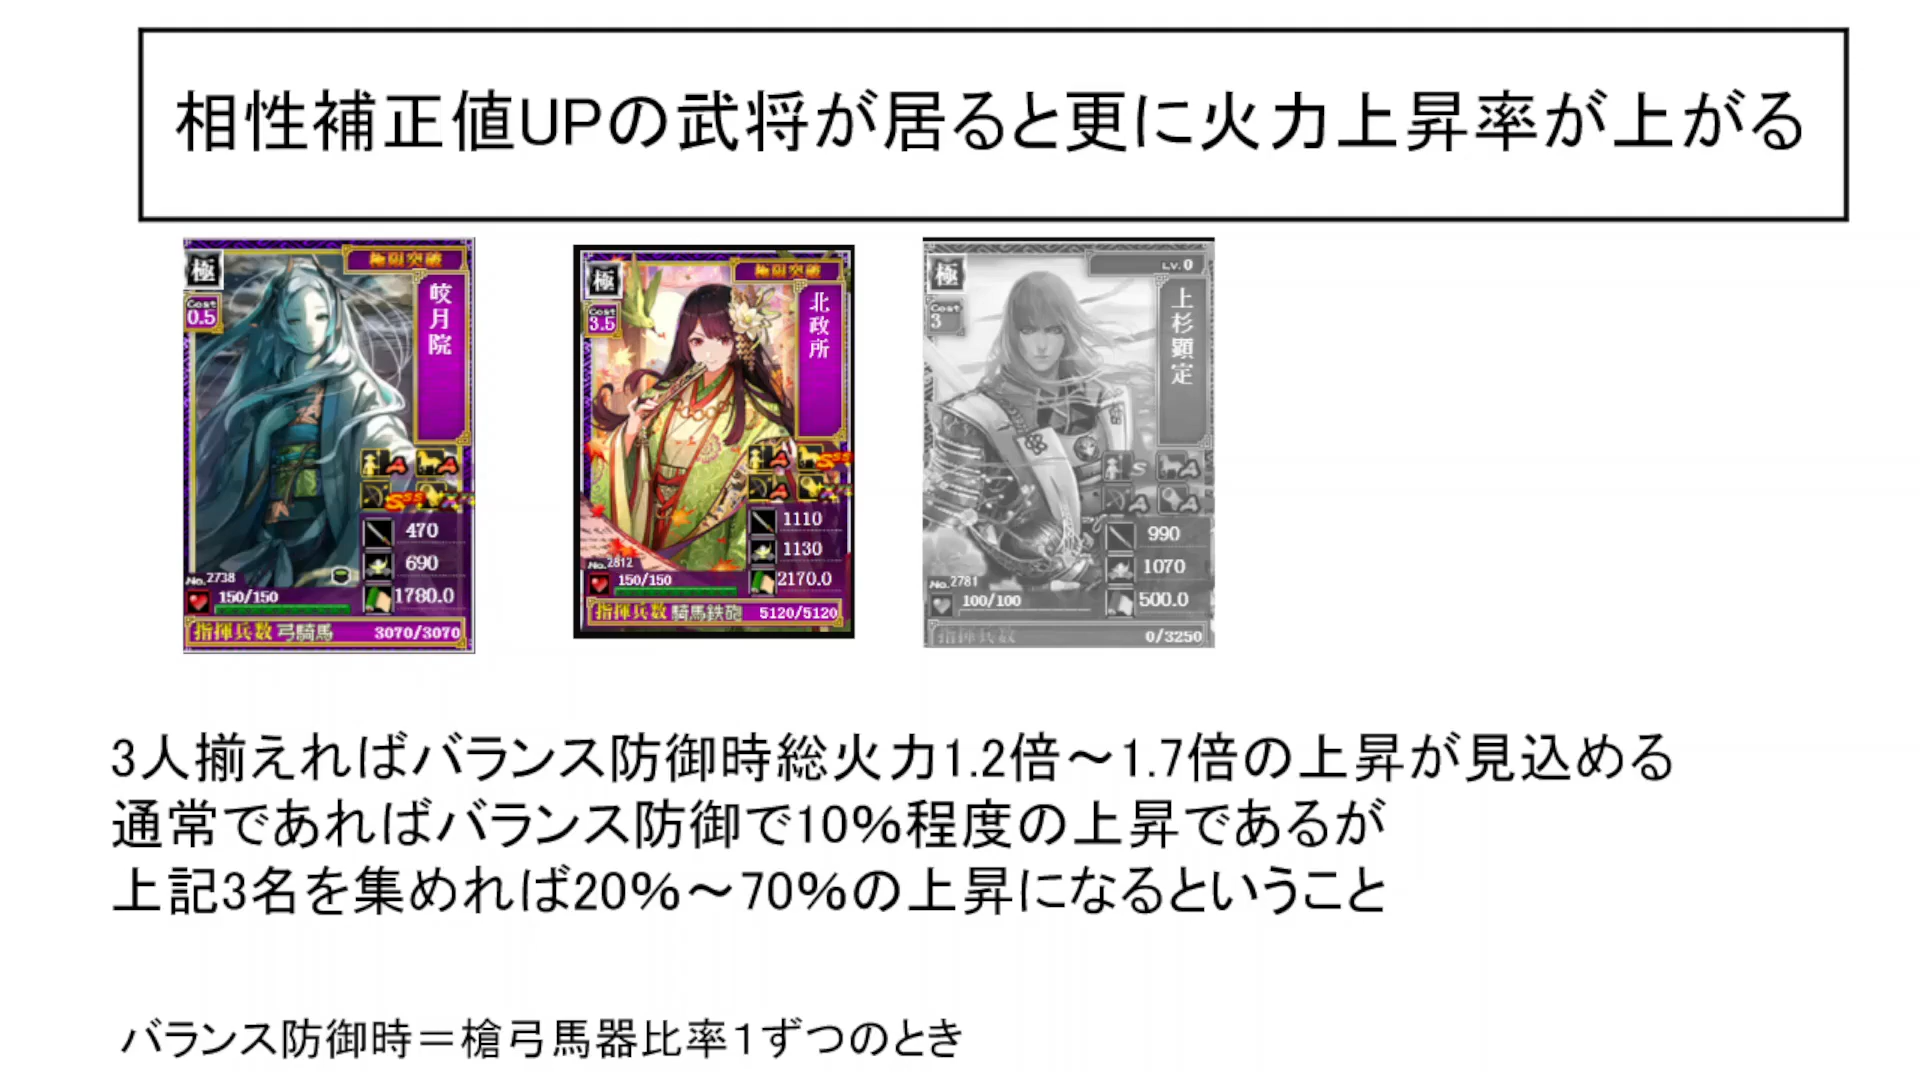 相性補正値UPの武将が居ると更に火力上昇率が上がる
極
極限突破
Cost
0.5
皎月院
A
A
SSS
470
690
No.2738
150/150
1780.0
指揮兵数 弓騎馬 3070/3070
極
極限突破
Cost
3.5
北政所
A
SSS
A
1110
1130
No.2812
150/150
2170.0
指揮兵数 騎馬鉄砲 5120/5120
極
LV.0
Cost
3
上杉顕定
S
A
A
A
990
1070
No.2781
100/100
500.0
指揮兵数 0/3250
3人揃えればバランス防御時総火力1.2倍～1.7倍の上昇が見込める
通常であればバランス防御で10%程度の上昇であるが
上記3名を集めれば20%～70%の上昇になるということ
バランス防御時＝槍弓馬器比率１ずつのとき